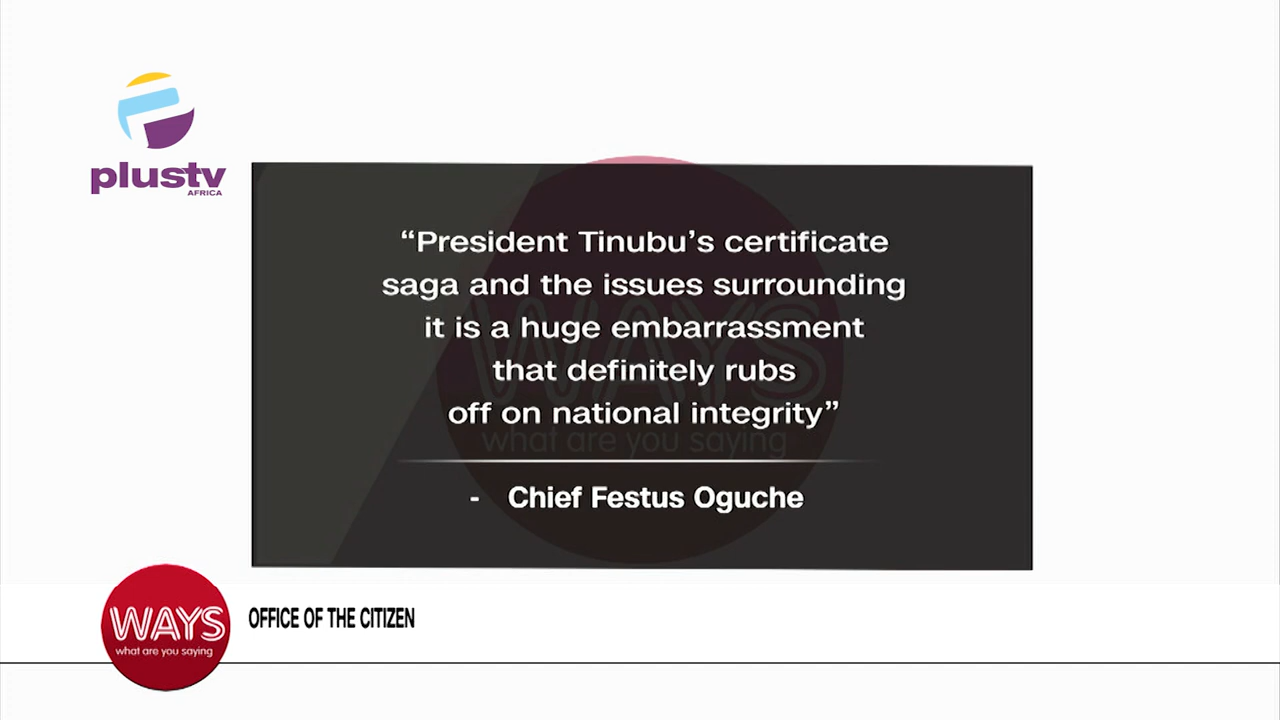 plustv
AFRICA
“President Tinubu’s certificate
saga and the issues surrounding
it is a huge embarrassment
that definitely rubs
off on national integrity”
WAYS
what are you saying
- Chief Festus Oguche
WAYS
what are you saying
OFFICE OF THE CITIZEN